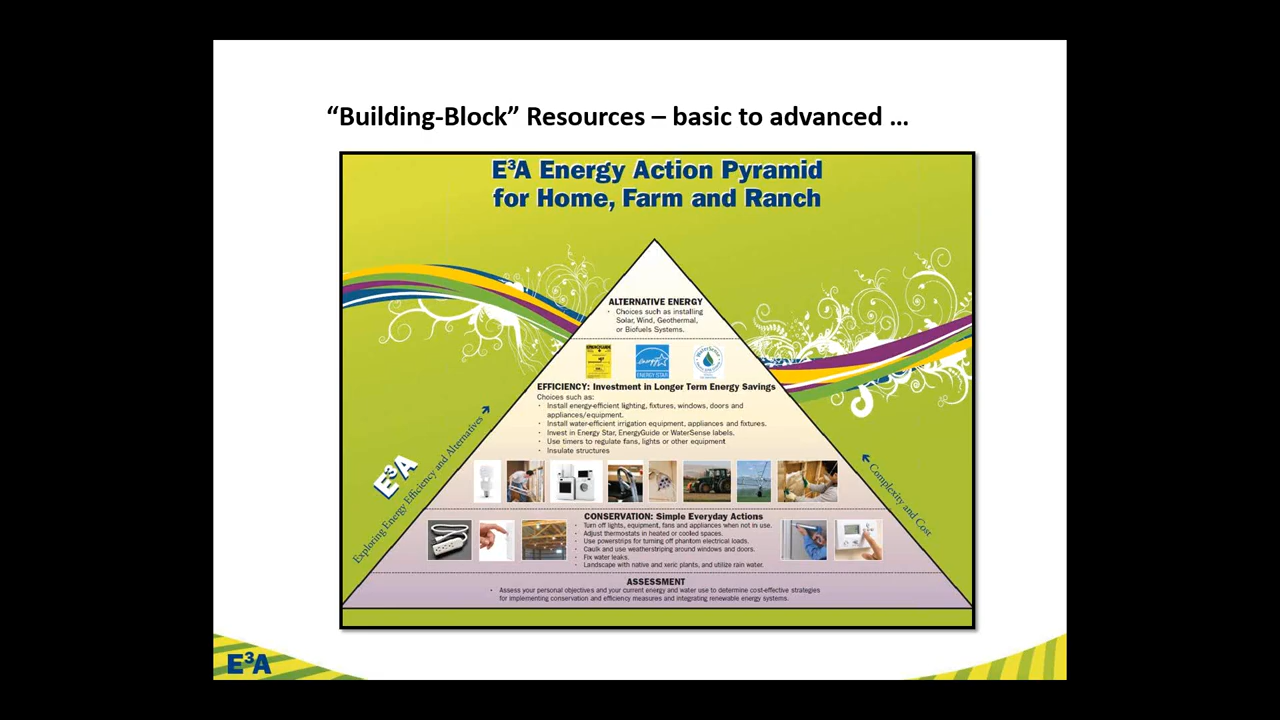 “Building-Block” Resources – basic to advanced ...
E³A Energy Action Pyramid
for Home, Farm and Ranch
ALTERNATIVE ENERGY
• Choices such as installing
Solar, Wind, Geothermal,
or Biofuels Systems.
ENERGYGUIDE
energy
ENERGY STAR
WaterSense
EFFICIENCY: Investment in Longer Term Energy Savings
Choices such as:
• Install energy-efficient lighting, fixtures, windows, doors and
appliances/equipment.
• Install water-efficient irrigation equipment, appliances and fixtures.
• Invest in Energy Star, EnergyGuide or WaterSense labels.
• Use timers to regulate fans, lights or other equipment
• Insulate structures
E³A
Exploring Energy Efficiency and Alternatives
Complexity and Cost
CONSERVATION: Simple Everyday Actions
• Turn off lights, equipment, fans and appliances when not in use.
• Adjust thermostats in heated or cooled spaces.
• Use powerstrips for turning off phantom electrical loads.
• Caulk and use weatherstriping around windows and doors.
• Fix water leaks.
• Landscape with native and xeric plants, and utilize rain water.
ASSESSMENT
• Assess your personal objectives and your current energy and water use to determine cost-effective strategies
for implementing conservation and efficiency measures and integrating renewable energy systems.
E³A